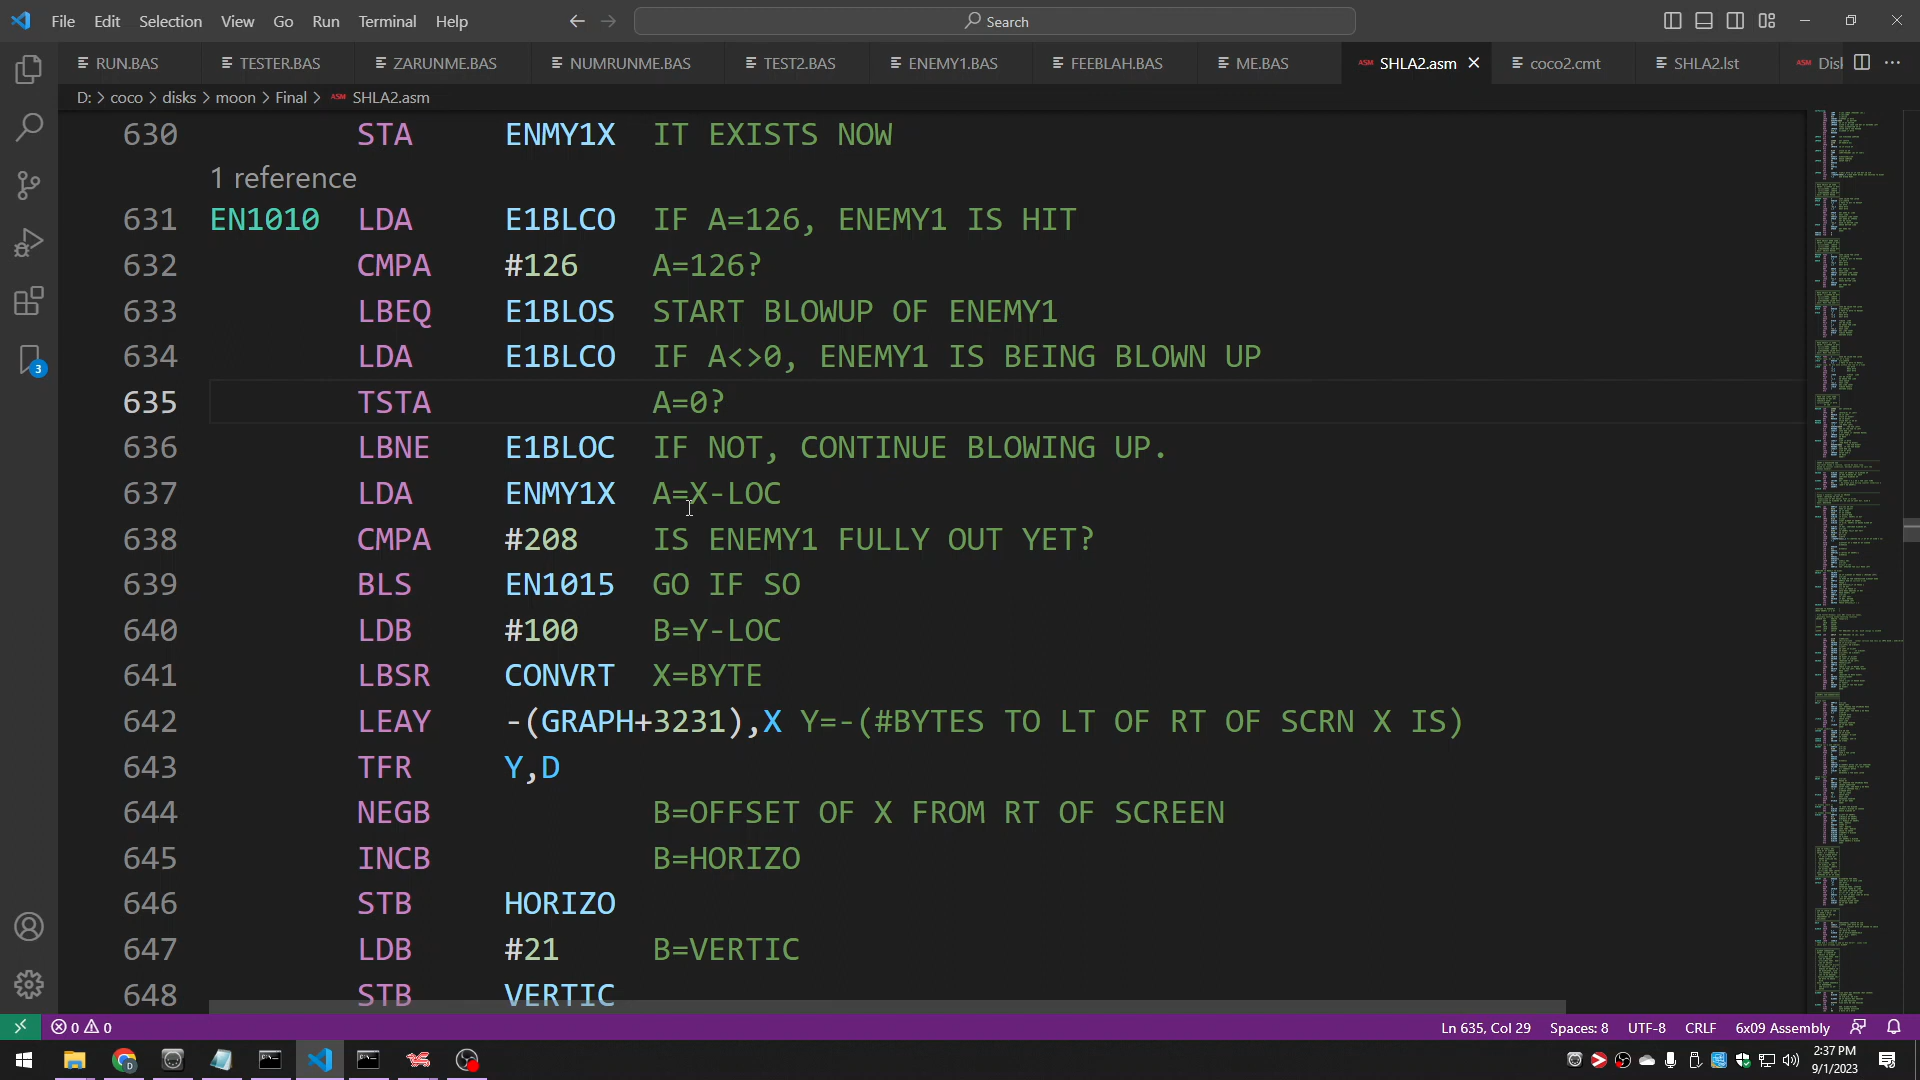 File Edit Selection View Go Run Terminal Help Search
RUN.BAS TESTER.BAS ZARUNME.BAS NUMRUNME.BAS TEST2.BAS ENEMY1.BAS FEEBLAH.BAS ME.BAS ASM SHLA2.asm coco2.cmt SHLA2.lst ASM
D: > coco > disks > moon > Final > ASM SHLA2.asm
630 STA ENMY1X IT EXISTS NOW
1 reference
631 EN1010 LDA E1BLCO IF A=126, ENEMY1 IS HIT
632 CMPA #126 A=126?
633 LBEQ E1BLOS START BLOWUP OF ENEMY1
634 LDA E1BLCO IF A<>0, ENEMY1 IS BEING BLOWN UP
635 TSTA A=0?
636 LBNE E1BLOC IF NOT, CONTINUE BLOWING UP.
637 LDA ENMY1X A=X-LOC
638 CMPA #208 IS ENEMY1 FULLY OUT YET?
639 BLS EN1015 GO IF SO
640 LDB #100 B=Y-LOC
641 LBSR CONVRT X=BYTE
642 LEAY -(GRAPH+3231),X Y=-(#BYTES TO LT OF RT OF SCRN X IS)
643 TFR Y,D
644 NEGB B=OFFSET OF X FROM RT OF SCREEN
645 INCB B=HORIZO
646 STB HORIZO
647 LDB #21 B=VERTIC
648 STB VERTIC
3
0 0 Ln 635, Col 29 Spaces: 8 UTF-8 CRLF 6x09 Assembly
2:37 PM
9/1/2023